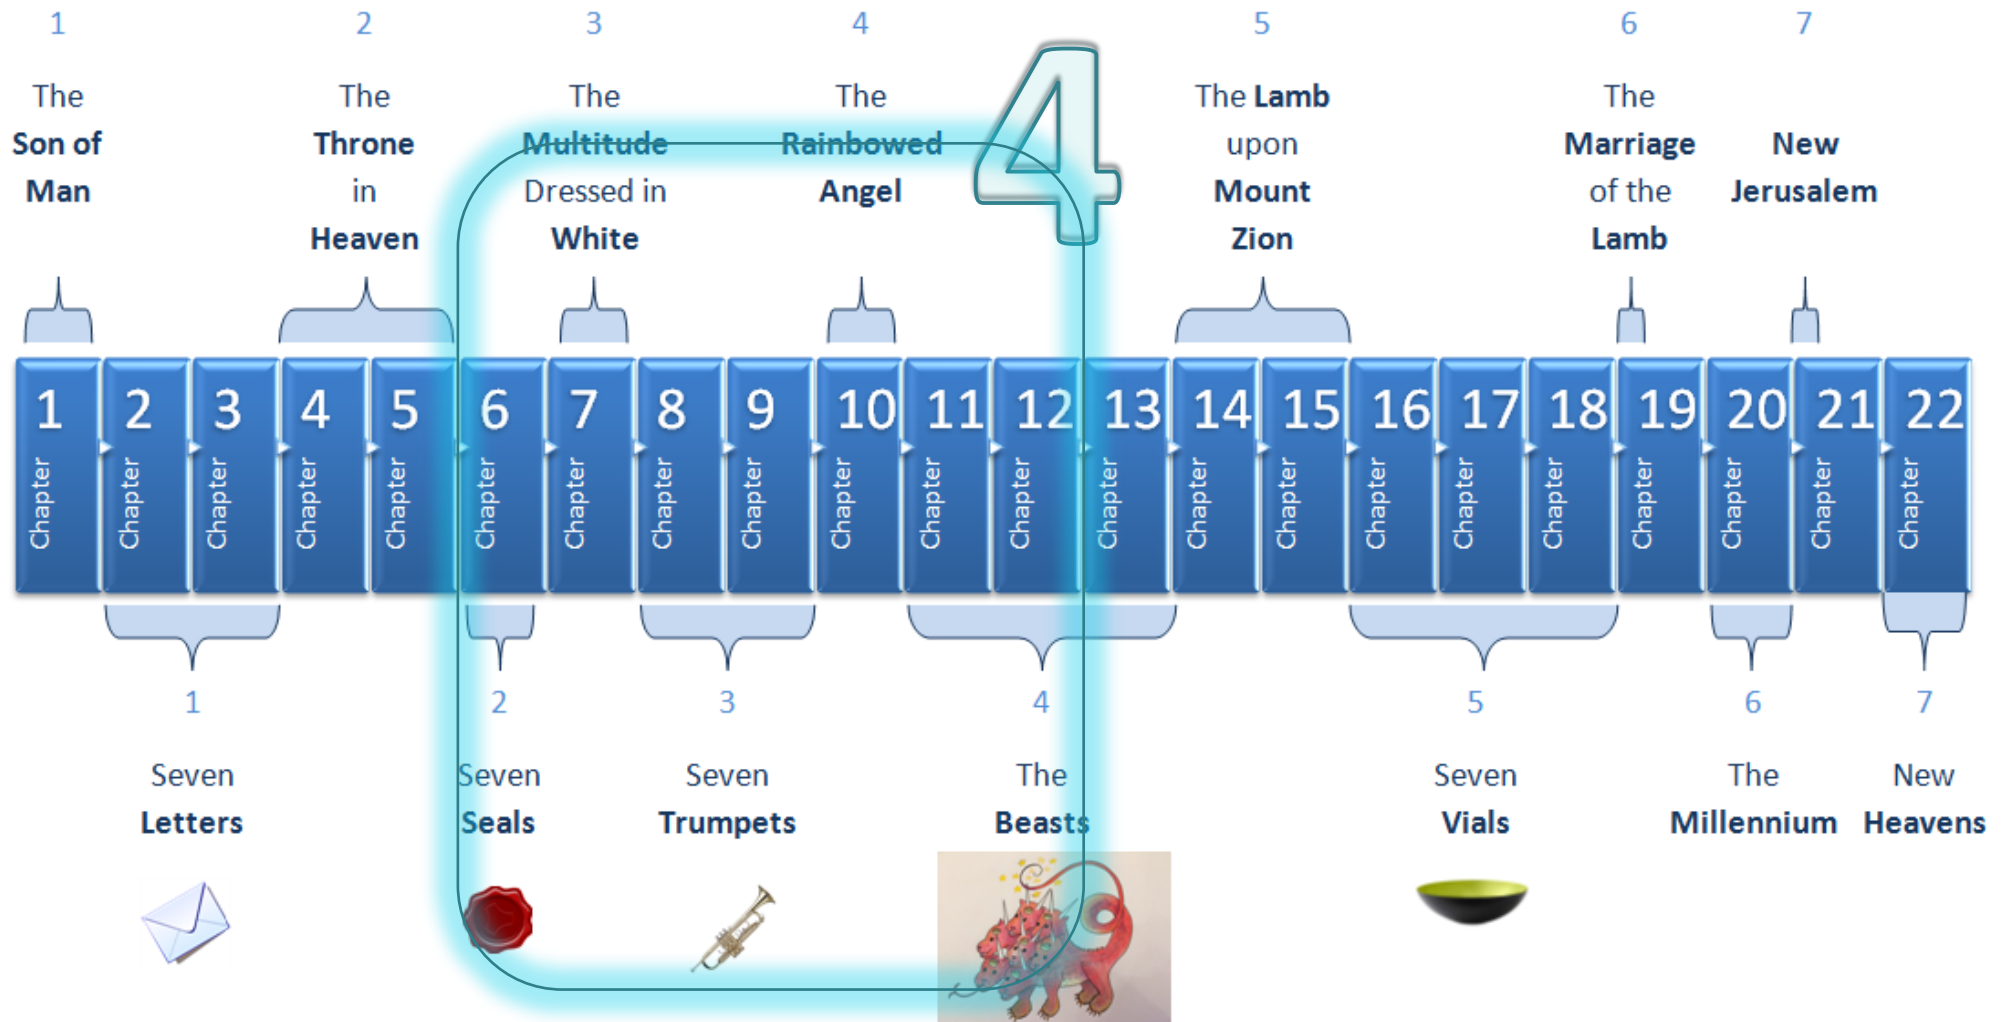 1 2 3 4 5 6 7
The
Son of
Man
The
Throne
in
Heaven
The
Multitude
Dressed in
White
The
Rainbowed
Angel
4
The Lamb
upon
Mount
Zion
The
Marriage
of the
Lamb
New
Jerusalem
1 Chapter
2 Chapter
3 Chapter
4 Chapter
5 Chapter
6 Chapter
7 Chapter
8 Chapter
9 Chapter
10 Chapter
11 Chapter
12 Chapter
13 Chapter
14 Chapter
15 Chapter
16 Chapter
17 Chapter
18 Chapter
19 Chapter
20 Chapter
21 Chapter
22 Chapter
1 2 3 4 5 6 7
Seven
Letters
Seven
Seals
Seven
Trumpets
The
Beasts
Seven
Vials
The
Millennium
New
Heavens